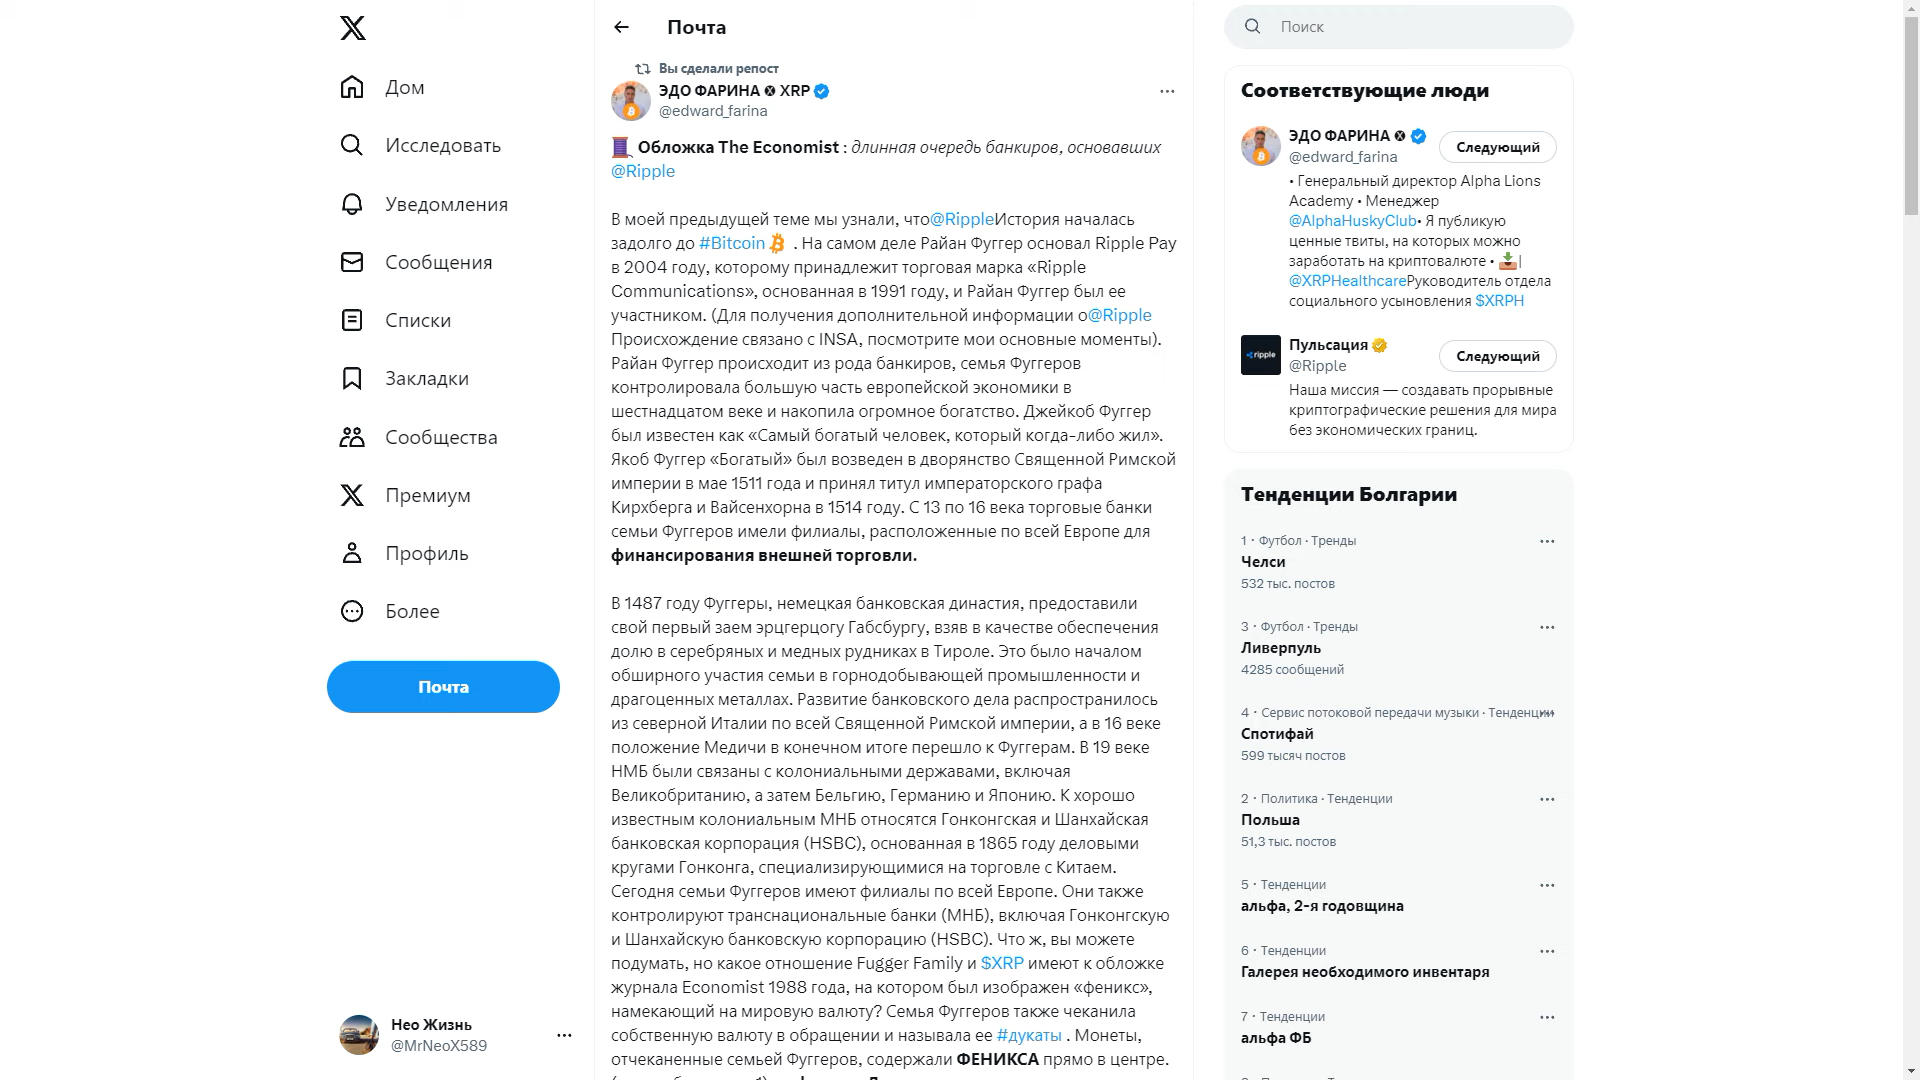 Дом
Исследовать
Уведомления
Сообщения
Списки
Закладки
Сообщества
Премиум
Профиль
Более
Почта
Нео Жизнь
@MrNeoX589
Почта
Вы сделали репост
ЭДО ФАРИНА XRP
@edward_farina
Обложка The Economist : длинная очередь банкиров, основавших
@Ripple
В моей предыдущей теме мы узнали, что@RippleИстория началась
задолго до #Bitcoin . На самом деле Райан Фуггер основал Ripple Pay
в 2004 году, которому принадлежит торговая марка «Ripple
Communications», основанная в 1991 году, и Райан Фуггер был ее
участником. (Для получения дополнительной информации о@Ripple
Происхождение связано с INSA, посмотрите мои основные моменты).
Райан Фуггер происходит из рода банкиров, семья Фуггеров
контролировала большую часть европейской экономики в
шестнадцатом веке и накопила огромное богатство. Джейкоб Фуггер
был известен как «Самый богатый человек, который когда-либо жил».
Якоб Фуггер «Богатый» был возведен в дворянство Священной Римской
империи в мае 1511 года и принял титул императорского графа
Кирхберга и Вайсенхорна в 1514 году. С 13 по 16 века торговые банки
семьи Фуггеров имели филиалы, расположенные по всей Европе для
финансирования внешней торговли.
В 1487 году Фуггеры, немецкая банковская династия, предоставили
свой первый заем эрцгерцогу Габсбургу, взяв в качестве обеспечения
долю в серебряных и медных рудниках в Тироле. Это было началом
обширного участия семьи в горнодобывающей промышленности и
драгоценных металлах. Развитие банковского дела распространилось
из северной Италии по всей Священной Римской империи, а в 16 веке
положение Медичи в конечном итоге перешло к Фуггерам. В 19 веке
НМБ были связаны с колониальными державами, включая
Великобританию, а затем Бельгию, Германию и Японию. К хорошо
известным колониальным МНБ относятся Гонконгская и Шанхайская
банковская корпорация (HSBC), основанная в 1865 году деловыми
кругами Гонконга, специализирующимися на торговле с Китаем.
Сегодня семьи Фуггеров имеют филиалы по всей Европе. Они также
контролируют транснациональные банки (МНБ), включая Гонконгскую
и Шанхайскую банковскую корпорацию (HSBC). Что ж, вы можете
подумать, но какое отношение Fugger Family и $XRP имеют к обложке
журнала Economist 1988 года, на котором был изображен «феникс»,
намекающий на мировую валюту? Семья Фуггеров также чеканила
собственную валюту в обращении и называла ее #дукаты . Монеты,
отчеканенные семьей Фуггеров, содержали ФЕНИКСА прямо в центре.
Поиск
Соответствующие люди
ЭДО ФАРИНА
@edward_farina
Следующий
• Генеральный директор Alpha Lions
Academy • Менеджер
@AlphaHuskyClub• Я публикую
ценные твиты, на которых можно
заработать на криптовалюте • |
@XRPHealthcareРуководитель отдела
социального усыновления $XRPH
ripple
Пульсация
@Ripple
Следующий
Наша миссия — создавать прорывные
криптографические решения для мира
без экономических границ.
Тенденции Болгарии
1 · Футбол · Тренды
Челси
532 тыс. постов
3 · Футбол · Тренды
Ливерпуль
4285 сообщений
4 · Сервис потоковой передачи музыки · Тенденции
Спотифай
599 тысяч постов
2 · Политика · Тенденции
Польша
51,3 тыс. постов
5 · Тенденции
альфа, 2-я годовщина
6 · Тенденции
Галерея необходимого инвентаря
7 · Тенденции
альфа ФБ